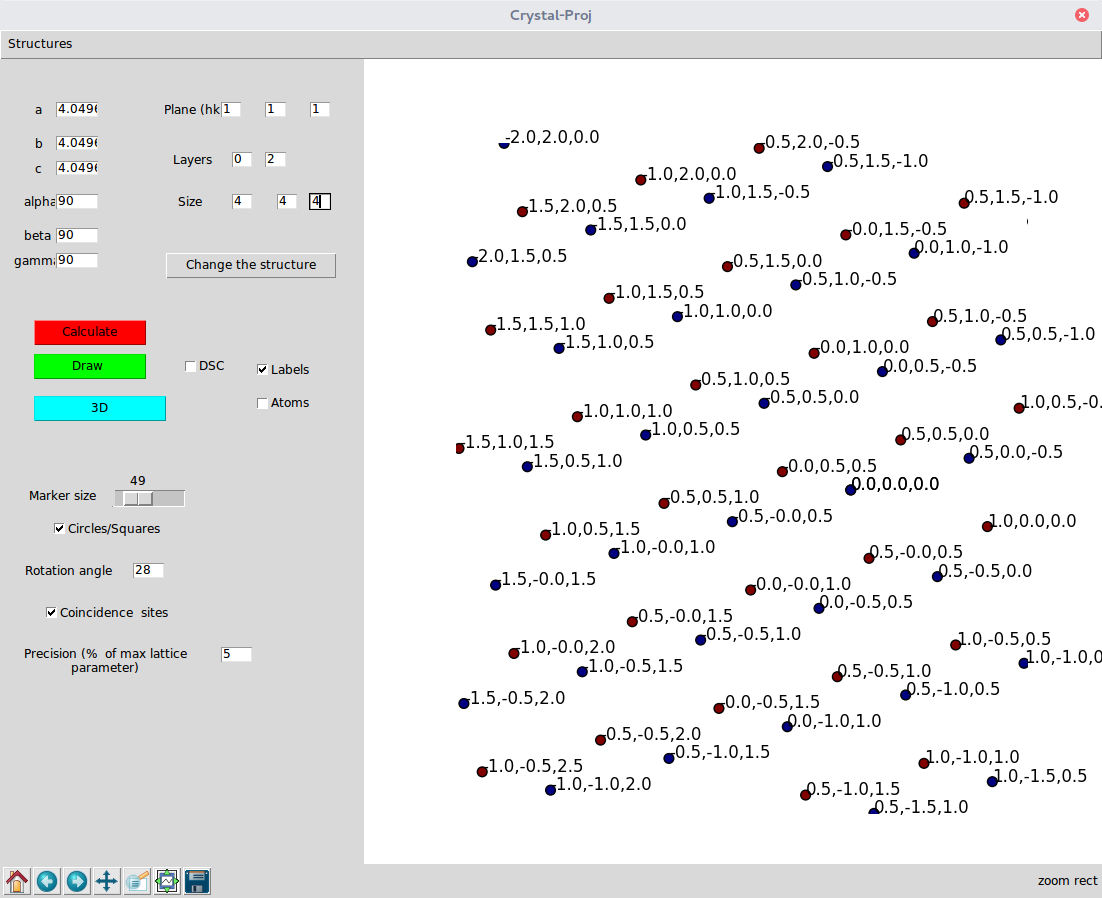 Crystal-Proj
Structures
a 4.0496
b 4.0496
c 4.0496
alpha 90
beta 90
gamma 90
Plane (hk 1 1 1
Layers 0 2
Size 4 4 4
Change the structure
Calculate
Draw
3D
DSC
Labels
Atoms
49
Marker size
Circles/Squares
Rotation angle 28
Coincidence sites
Precision (% of max lattice parameter) 5
-2.0,2.0,0.0
-0.5,2.0,-0.5
-0.5,1.5,-1.0
-1.0,2.0,0.0
-1.0,1.5,-0.5
0.5,1.5,-1.0
-1.5,2.0,0.5
-1.5,1.5,0.0
-0.0,1.5,-0.5
0.0,1.0,-1.0
-2.0,1.5,0.5
-0.5,1.5,0.0
-0.5,1.0,-0.5
-1.0,1.5,0.5
-1.0,1.0,0.0
0.5,1.0,-0.5
0.5,0.5,-1.0
-1.5,1.5,1.0
-1.5,1.0,0.5
-0.0,1.0,0.0
0.0,0.5,-0.5
-0.5,1.0,0.5
-0.5,0.5,0.0
1.0,0.5,-0.
-1.0,1.0,1.0
-1.0,0.5,0.5
0.5,0.5,0.0
0.5,0.0,-0.5
-1.5,1.0,1.5
-1.5,0.5,1.0
-0.0,0.5,0.5
0.0,0.0,0.0
-0.5,0.5,1.0
-0.5,-0.0,0.5
1.0,0.0,0.0
-1.0,0.5,1.5
-1.0,-0.0,1.0
0.5,-0.0,0.5
0.5,-0.5,0.0
-1.5,-0.0,1.5
-0.0,-0.0,1.0
0.0,-0.5,0.5
-0.5,-0.0,1.5
-0.5,-0.5,1.0
1.0,-0.5,0.5
1.0,-1.0,0
-1.0,-0.0,2.0
-1.0,-0.5,1.5
0.5,-0.5,1.0
0.5,-1.0,0.5
-1.5,-0.5,2.0
-0.0,-0.5,1.5
0.0,-1.0,1.0
-0.5,-0.5,2.0
-0.5,-1.0,1.5
1.0,-1.0,1.0
1.0,-1.5,0.5
-1.0,-0.5,2.5
-1.0,-1.0,2.0
0.5,-1.0,1.5
0.5,-1.5,1.0
zoom rect